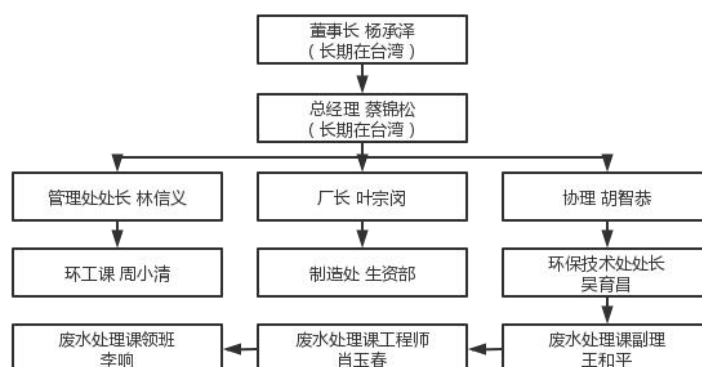 董事长 杨承泽
（长期在台湾）
总经理 蔡锦松
（长期在台湾）
管理处处长 林信义
厂长 叶宗闵
协理 胡智恭
环工课 周小清
制造处 生资部
环保技术处处长
吴育昌
废水处理课领班
李响
废水处理课工程师
肖玉春
废水处理课副理
王和平